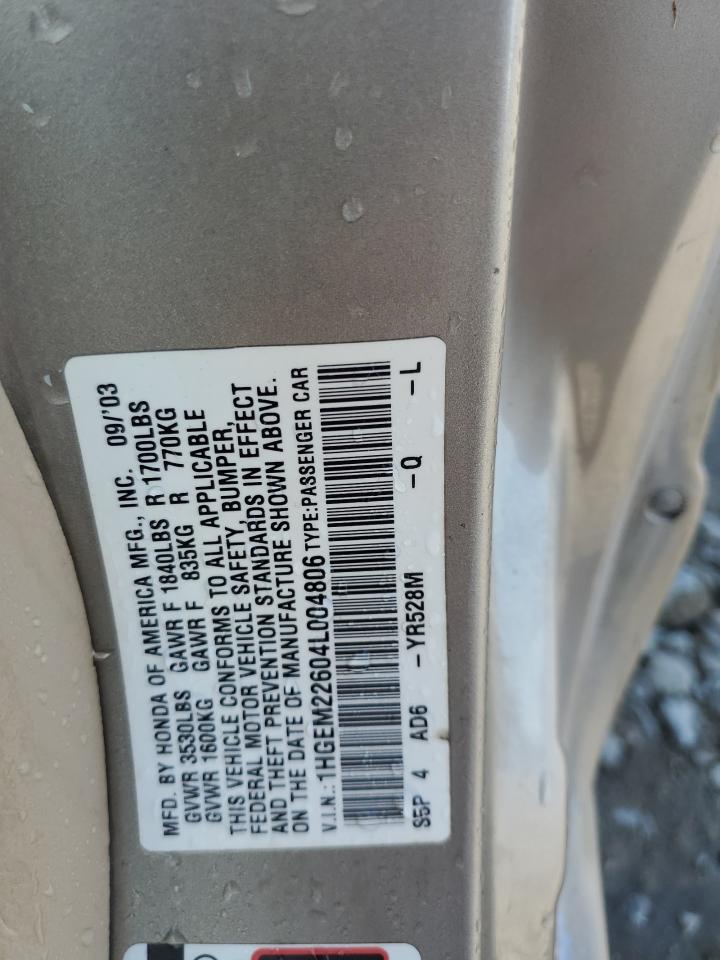 MFD. BY HONDA OF AMERICA MFG., INC. 09/'03
GVWR 3530LBS GAWR F 1840LBS R 1700LBS
GVWR 1600KG GAWR F 835KG R 770KG
THIS VEHICLE CONFORMS TO ALL APPLICABLE
FEDERAL MOTOR VEHICLE SAFETY, BUMPER,
AND THEFT PREVENTION STANDARDS IN EFFECT
ON THE DATE OF MANUFACTURE SHOWN ABOVE.
V.I.N.: 1HGEM22604L004806 TYPE:PASSENGER CAR
S5P 4 AD6 -YR528M -Q -L